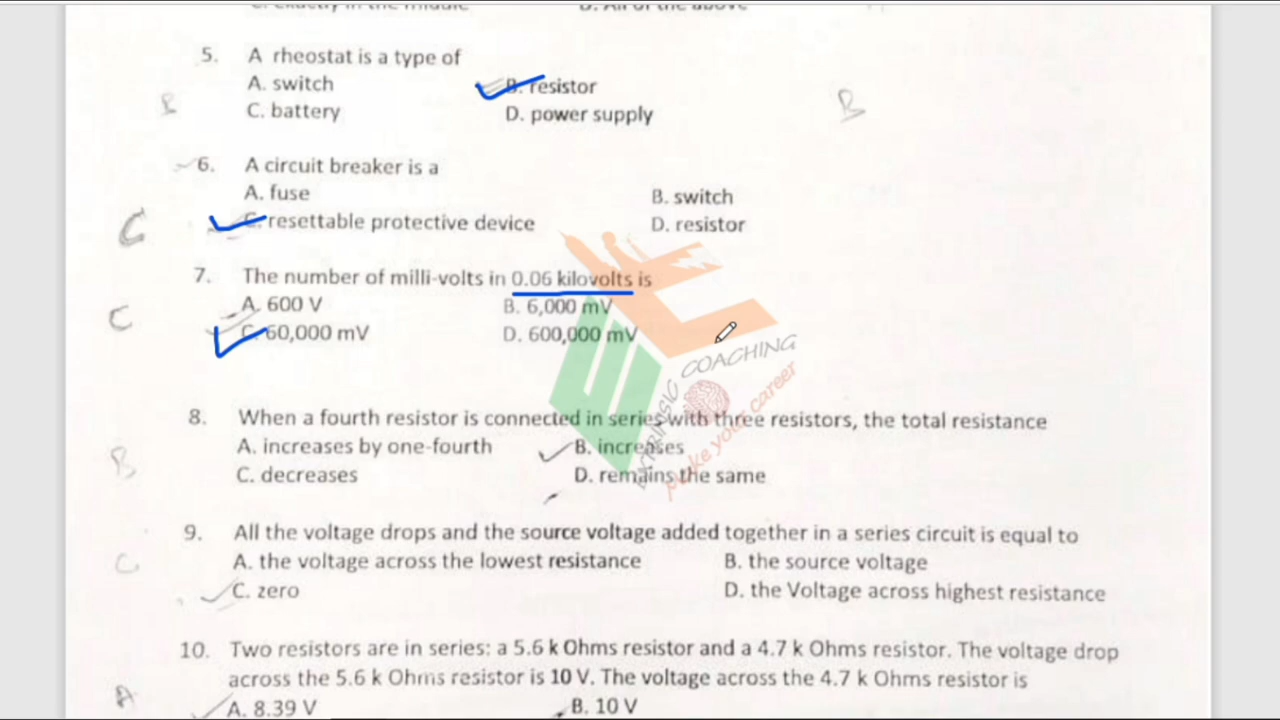 5. A rheostat is a type of
A. switch B. resistor
C. battery D. power supply
B B
6. A circuit breaker is a
A. fuse B. switch
C. resettable protective device D. resistor
C
7. The number of milli-volts in 0.06 kilovolts is
A. 600 V B. 6,000 mV
C. 60,000 mV D. 600,000 mV
C
EXTRINSIC COACHING
Make your career
8. When a fourth resistor is connected in series with three resistors, the total resistance
A. increases by one-fourth B. increases
C. decreases D. remains the same
B
9. All the voltage drops and the source voltage added together in a series circuit is equal to
A. the voltage across the lowest resistance B. the source voltage
C. zero D. the Voltage across highest resistance
C
10. Two resistors are in series: a 5.6 k Ohms resistor and a 4.7 k Ohms resistor. The voltage drop
across the 5.6 k Ohms resistor is 10 V. The voltage across the 4.7 k Ohms resistor is
A. 8.39 V B. 10 V
A